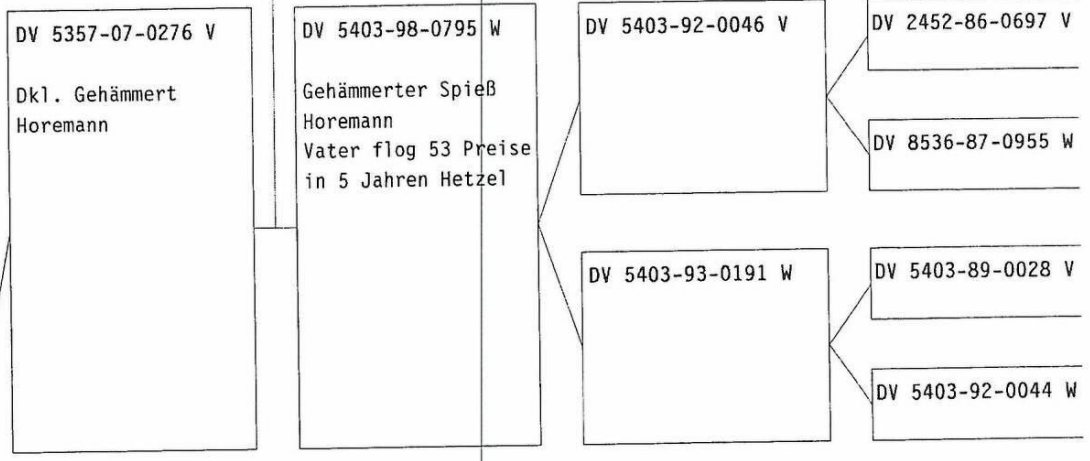 DV 5357-07-0276 V
Dkl. Gehämmert
Horemann
DV 5403-98-0795 W
Gehämmerter Spieß
Horemann
Vater flog 53 Preise
in 5 Jahren Hetzel
DV 5403-92-0046 V
DV 5403-93-0191 W
DV 2452-86-0697 V
DV 8536-87-0955 W
DV 5403-89-0028 V
DV 5403-92-0044 W